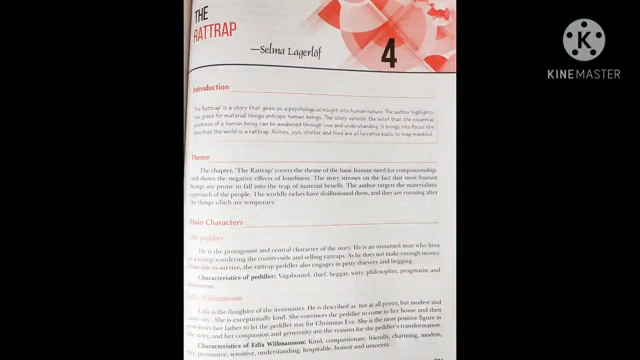 THE
RATTRAP
—Selma Lagerlöf
4
KINEMASTER
Introduction
'The Rattrap' is a story that gives us a psychological insight into human nature. The author highlights
how greed for material things entraps human beings. The story upholds the belief that the essential
goodness of a human being can be awakened through love and understanding. It brings into focus the
idea that the world is a rattrap. Riches, joys, shelter and food are all lucrative baits to trap mankind.
Theme
The chapter, 'The Rattrap' covers the theme of the basic human need for companionship
and shows the negative effects of loneliness. The story stresses on the fact that most human
beings are prone to fall into the trap of material benefit. The author targets the materialistic
approach of the people. The worldly riches have disillusioned them, and they are running after
the things which are temporary.
Main Characters
The peddler
He is the protagonist and central character of the story. He is an unnamed man who lives
as a tramp wandering the countryside and selling rattraps. As he does not make enough money
from this to survive, the rattrap peddler also engages in petty thievery and begging.
Characteristics of peddler: Vagabond, thief, beggar, witty, philosopher, pragmatist and
Edla Willmansson
Edla is the daughter of the ironmaster. He is described as 'not at all pretty, but modest and
quite shy'. She is exceptionally kind. She convinces the peddler to come to her house and then
convinces her father to let the peddler stay for Christmas Eve. She is the most positive figure in
the story, and her compassion and generosity are the reasons for the peddler's transformation.
Characteristics of Edla Willmansson: Kind, compassionate, friendly, charming, modest,
shy, persuasive, sensitive, understanding, hospitable, honest and innocent.